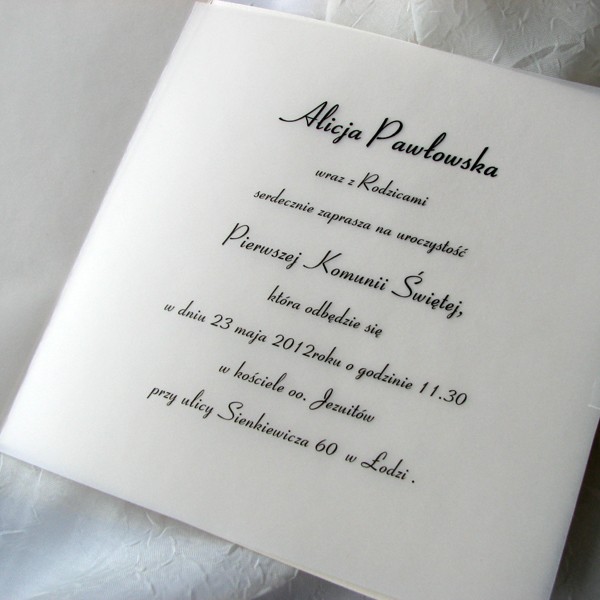 Alicja Pawłowska
wraz z Rodzicami
serdecznie zaprasza na uroczystość
Pierwszej Komunii Świętej,
która odbędzie się
w dniu 23 maja 2012roku o godzinie 11.30
w kościele oo. Jezuitów
przy ulicy Sienkiewicza 60 w Łodzi .